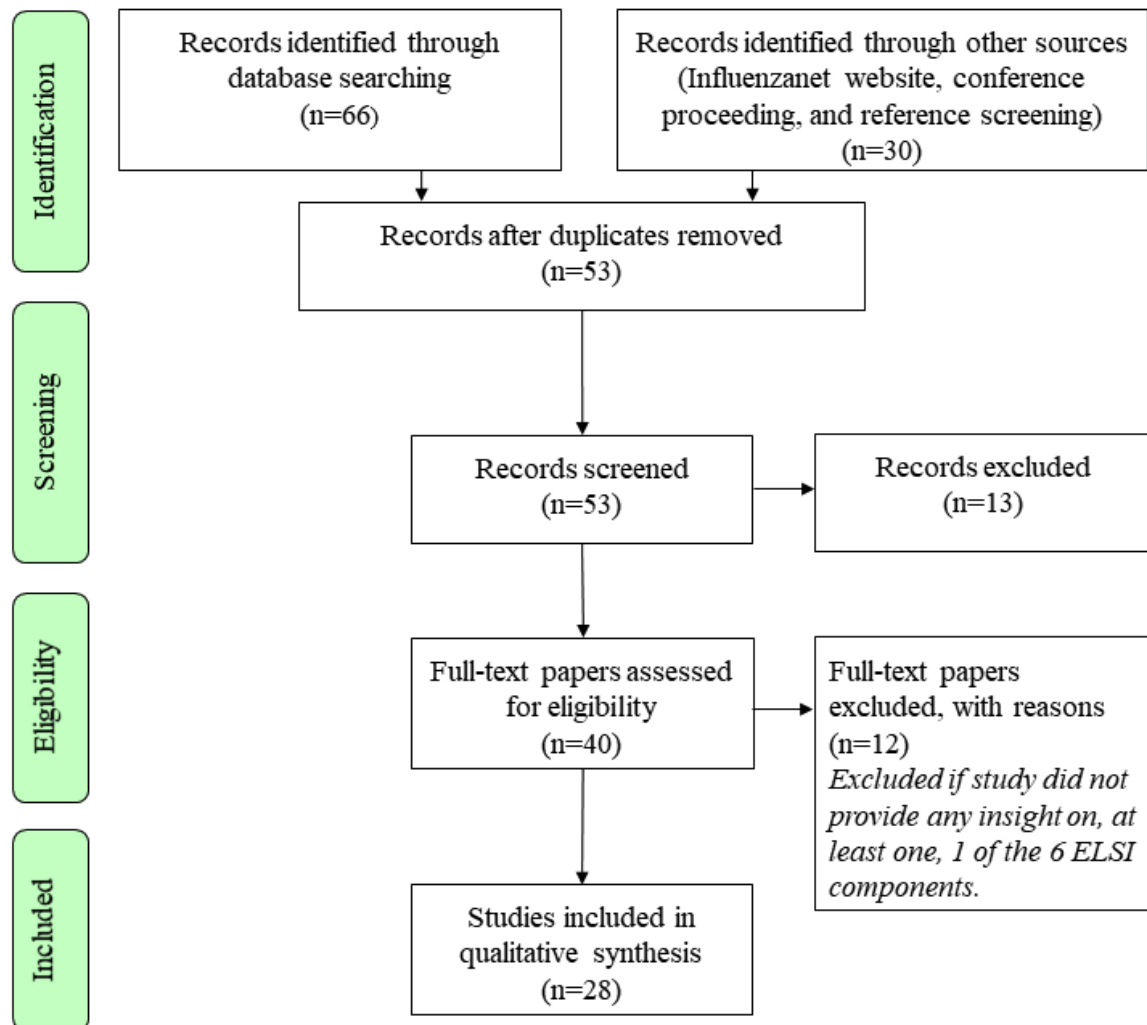 Identification
Records identified through
database searching
(n=66)
Records identified through other sources
(Influenzanet website, conference
proceeding, and reference screening)
(n=30)
Records after duplicates removed
(n=53)
Screening
Records screened
(n=53)
Records excluded
(n=13)
Eligibility
Full-text papers assessed
for eligibility
(n=40)
Full-text papers
excluded, with reasons
(n=12)
Excluded if study did not
provide any insight on, at
least one, 1 of the 6 ELSI
components.
Included
Studies included in
qualitative synthesis
(n=28)